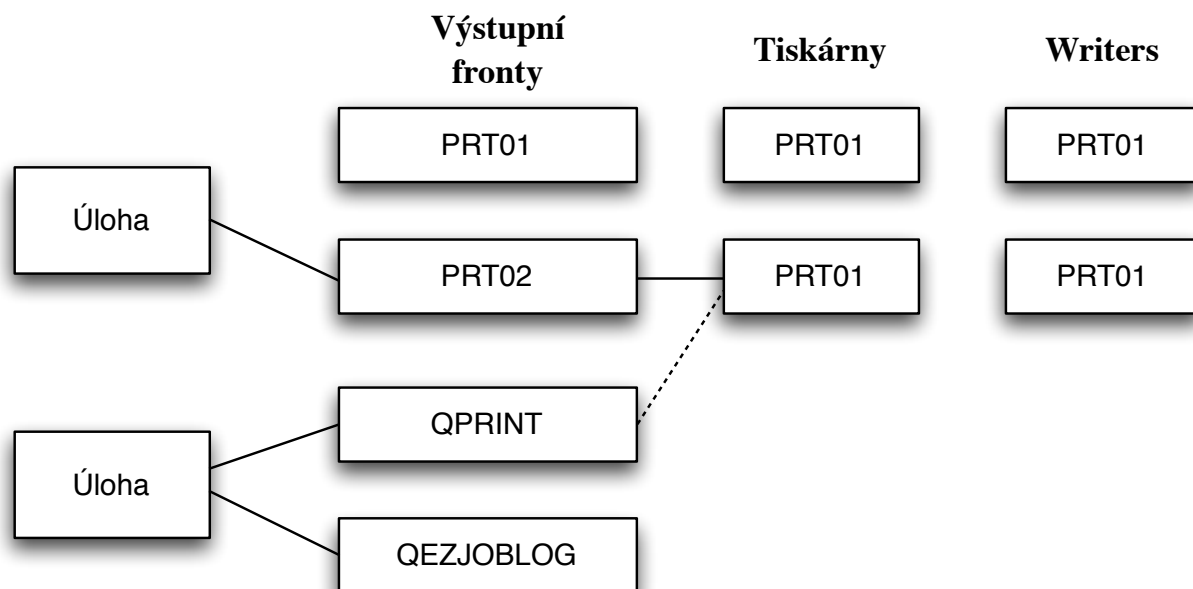 Výstupní
fronty
Tiskárny
Writers
PRT01
PRT01
PRT01
Úloha
PRT02
PRT01
PRT01
QPRINT
Úloha
QEZJOBLOG